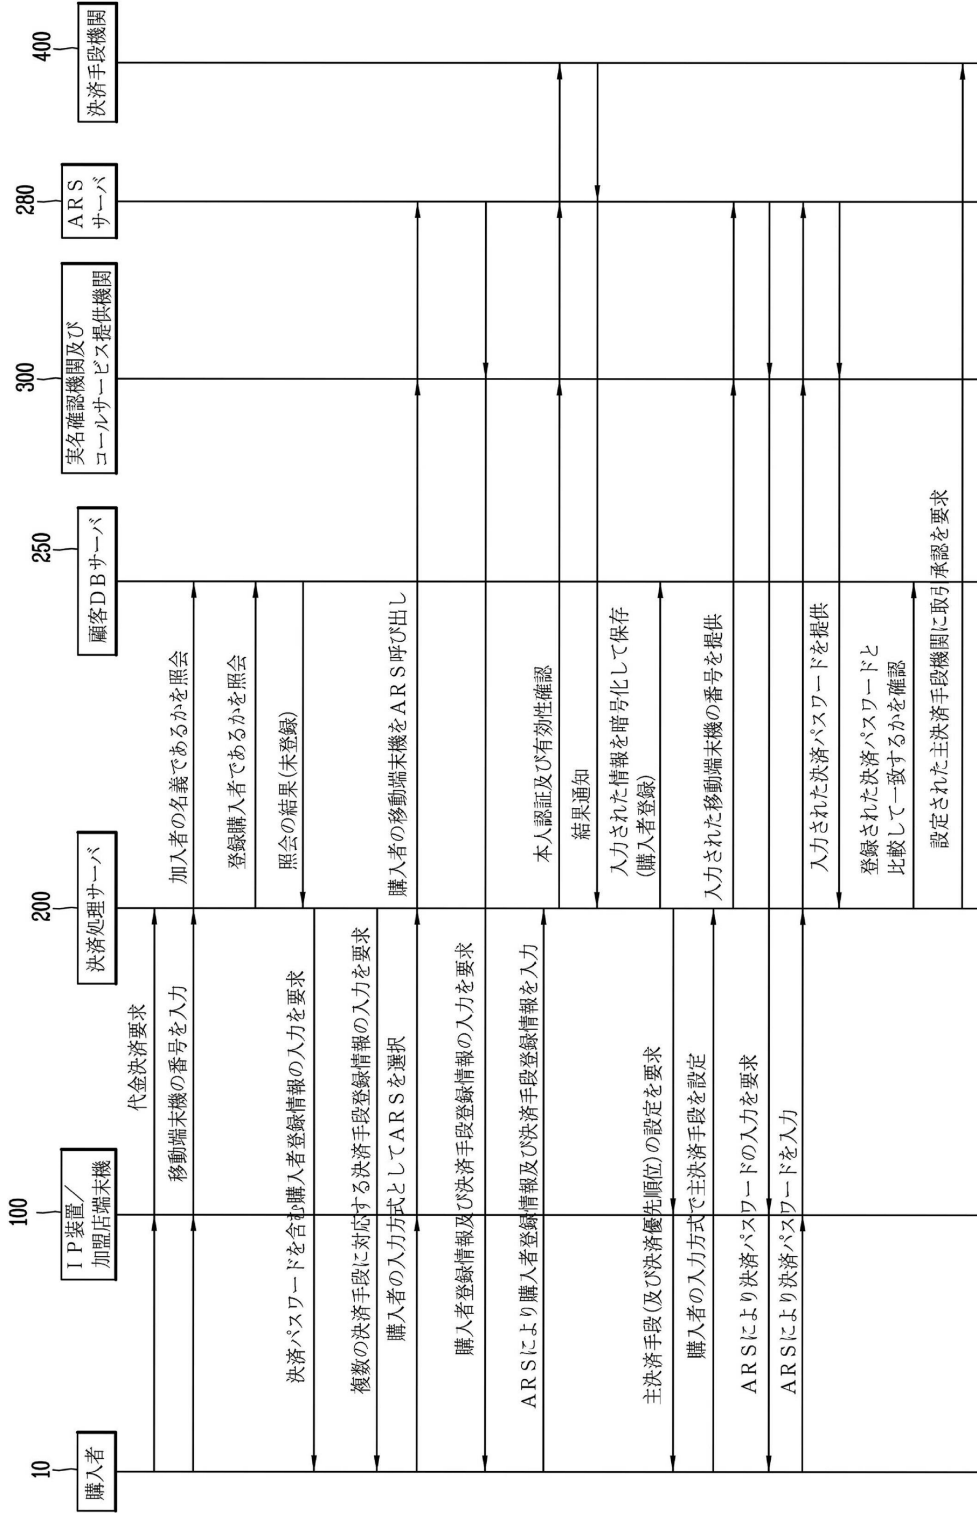 10
購入者
100
IP装置／
加盟店端末機
200
決済処理サーバ
250
顧客DBサーバ
300
実名確認機関及び
コールサービス提供機関
280
ARS
サーバ
400
決済手段機関
代金決済要求
移動端末機の番号を入力
加入者の名義であるかを照会
登録購入者であるかを照会
照会の結果(未登録)
決済パスワードを含む購入者登録情報の入力を要求
複数の決済手段に対応する決済手段登録情報の入力を要求
購入者の入力方式としてARSを選択
購入者の移動端末機をARS呼び出し
購入者登録情報及び決済手段登録情報の入力を要求
ARSにより購入者登録情報及び決済手段登録情報を入力
本人認証及び有効性確認
結果通知
入力された情報を暗号化して保存
(購入者登録)
主決済手段(及び決済優先順位)の設定を要求
購入者の入力方式で主決済手段を設定
入力された移動端末機の番号を提供
ARSにより決済パスワードの入力を要求
ARSにより決済パスワードを入力
入力された決済パスワードを提供
登録された決済パスワードと
比較して一致するかを確認
設定された主決済手段機関に取引承認を要求